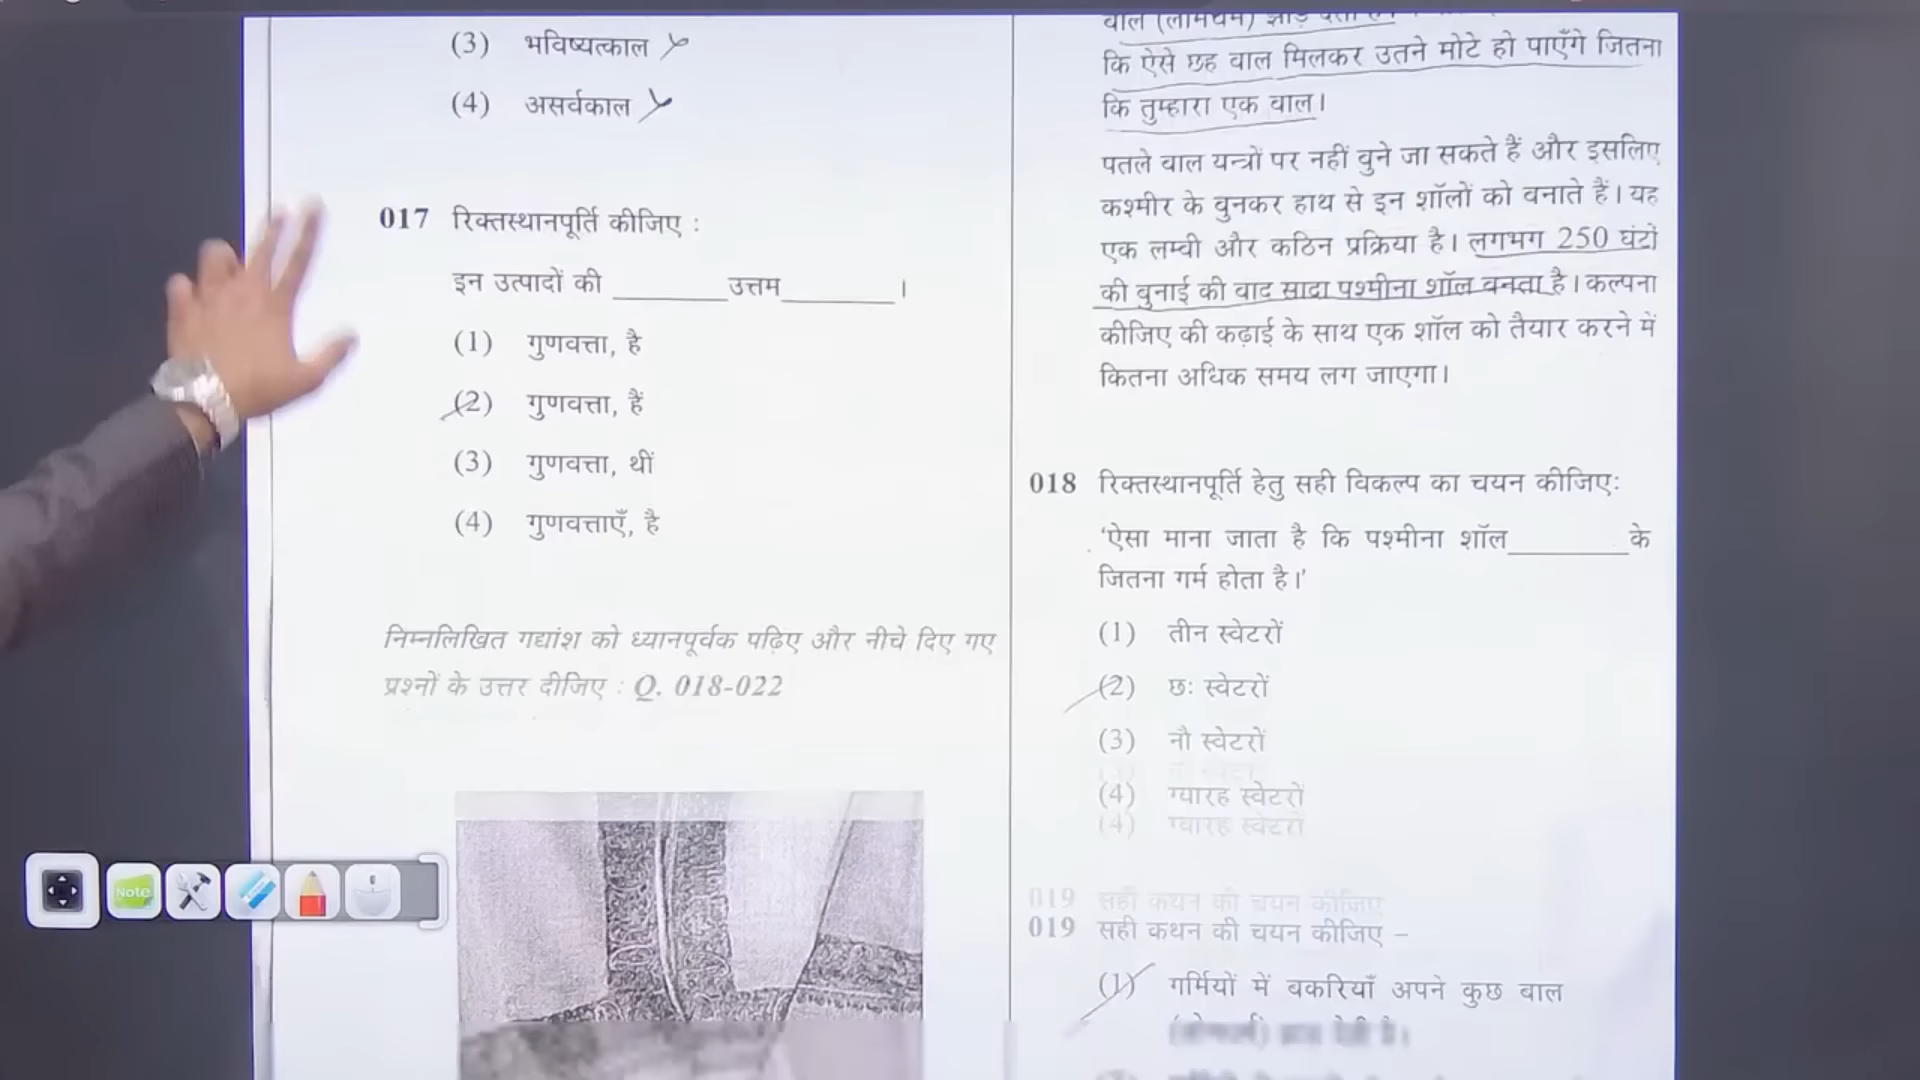 (3) भविष्यत्काल
(4) असर्वकाल
017 रिक्तस्थानपूर्ति कीजिए :
इन उत्पादों की ________उत्तम________।
(1) गुणवत्ता, है
(2) गुणवत्ता, हैं
(3) गुणवत्ता, थीं
(4) गुणवत्ताएँ, है
निम्नलिखित गद्यांश को ध्यानपूर्वक पढ़िए और नीचे दिए गए
प्रश्नों के उत्तर दीजिए : Q. 018-022
Note
कि ऐसे छह बाल मिलकर उतने मोटे हो पाएँगे जितना
कि तुम्हारा एक बाल।
पतले बाल यन्त्रों पर नहीं बुने जा सकते हैं और इसलिए
कश्मीर के बुनकर हाथ से इन शॉलों को बनाते हैं। यह
एक लम्बी और कठिन प्रक्रिया है। लगभग 250 घंटों
की बुनाई की बाद सादा पश्मीना शॉल बनता है। कल्पना
कीजिए की कढ़ाई के साथ एक शॉल को तैयार करने में
कितना अधिक समय लग जाएगा।
018 रिक्तस्थानपूर्ति हेतु सही विकल्प का चयन कीजिए:
'ऐसा माना जाता है कि पश्मीना शॉल________के
जितना गर्म होता है।'
(1) तीन स्वेटरों
(2) छः स्वेटरों
(3) नौ स्वेटरों
(4) ग्यारह स्वेटरों
019 सही कथन की चयन कीजिए –
(1) गर्मियों में बकरियाँ अपने कुछ बाल